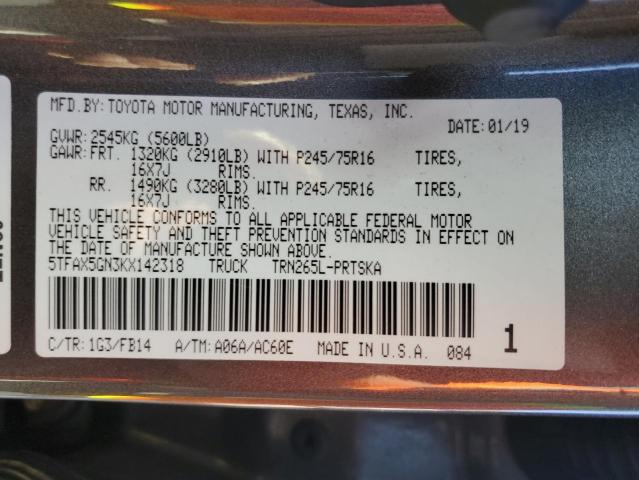 MFD.BY: TOYOTA MOTOR MANUFACTURING, TEXAS, INC.
DATE: 01/19
GVWR: 2545KG (5600LB)
GAWR: FRT. 1320KG (2910LB) WITH P245/75R16 TIRES,
16X7J RIMS.
RR. 1490KG (3280LB) WITH P245/75R16 TIRES,
16X7J RIMS.
THIS VEHICLE CONFORMS TO ALL APPLICABLE FEDERAL MOTOR
VEHICLE SAFETY AND THEFT PREVENTION STANDARDS IN EFFECT ON
THE DATE OF MANUFACTURE SHOWN ABOVE.
5TFAX5GN3KX142318 TRUCK TRN265L-PRTSKA
C/TR: 1G3/FB14 A/TM: A06A/AC60E MADE IN U.S.A. 084 1